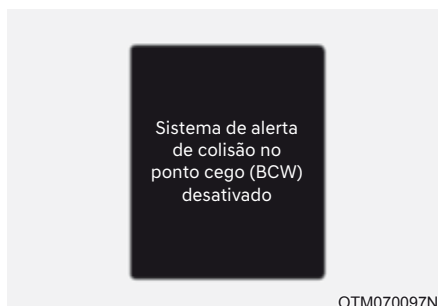 Sistema de alerta
de colisão no
ponto cego (BCW)
desativado
OTM070097N